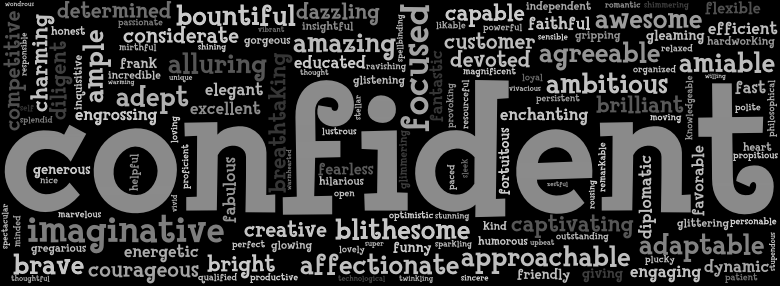 wondrous
determined
passionate
bountiful
dazzling
insightful
focused
capable
independent
romantic
shimmering
flexible
competitive
responsible
charming
honest
diligent
inquisitive
ample
considerate
mirthful
shining
vibrant
gorgeous
amazing
spellbinding
likable
powerful
faithful
awesome
efficient
customer
sensible
gripping
gleaming
hardworking
frank
alluring
educated
ravishing
devoted
agreeable
relaxed
incredible
warming
unique
thought
glistening
fantastic
magnificent
loyal
organized
amiable
willing
splendid
adept
elegant
breathtaking
stellar
provoking
resourceful
vivacious
ambitious
persistent
knowledgeable
fast
philosophical
engrossing
excellent
enchanting
brilliant
moving
polite
confident
loving
lustrous
proficient
helpful
generous
nice
fearless
hilarious
open
glimmering
paced
sleek
fortuitous
zestful
rousing
remarkable
heart
propitious
warmhearted
fabulous
vivid
diplomatic
favorable
spectacular
minded
marvelous
imaginative
creative
optimistic
stunning
blithesome
Kind
captivating
outstanding
glittering
personable
gregarious
perfect
glowing
lovely
super
funny
sparkling
humorous
upbeat
adaptable
stupendous
energetic
brave
courageous
bright
affectionate
approachable
plucky
dynamic
thoughtful
qualified
productive
technological
twinkling
sincere
friendly
giving
engaging
patient